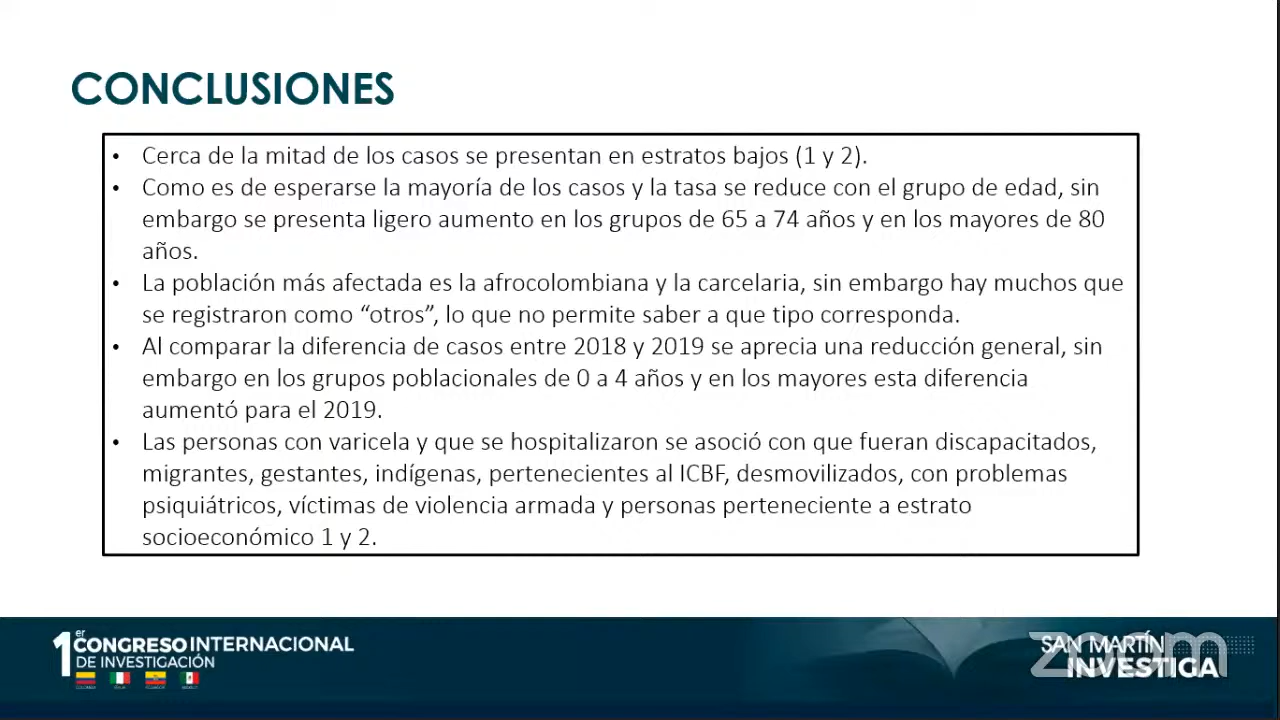 CONCLUSIONES
• Cerca de la mitad de los casos se presentan en estratos bajos (1 y 2).
• Como es de esperarse la mayoría de los casos y la tasa se reduce con el grupo de edad, sin
embargo se presenta ligero aumento en los grupos de 65 a 74 años y en los mayores de 80
años.
• La población más afectada es la afrocolombiana y la carcelaria, sin embargo hay muchos que
se registraron como “otros”, lo que no permite saber a que tipo corresponda.
• Al comparar la diferencia de casos entre 2018 y 2019 se aprecia una reducción general, sin
embargo en los grupos poblacionales de 0 a 4 años y en los mayores esta diferencia
aumentó para el 2019.
• Las personas con varicela y que se hospitalizaron se asoció con que fueran discapacitados,
migrantes, gestantes, indígenas, pertenecientes al ICBF, desmovilizados, con problemas
psiquiátricos, víctimas de violencia armada y personas perteneciente a estrato
socioeconómico 1 y 2.
1er CONGRESO INTERNACIONAL
DE INVESTIGACIÓN
SAN MARTÍN
INVESTIGA
zoom